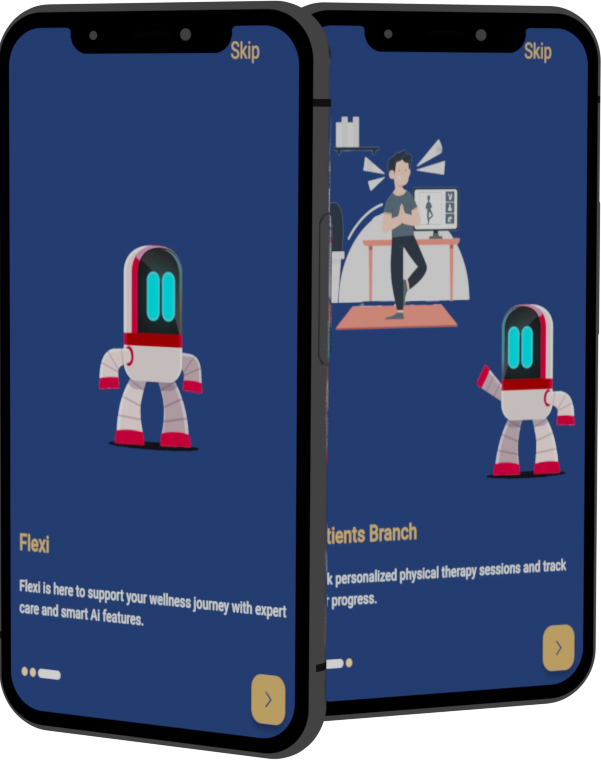 Skip
Flexi
Flexi is here to support your wellness journey with expert
care and smart Ai features.
Skip
tients Branch
k personalized physical therapy sessions and track
progress.